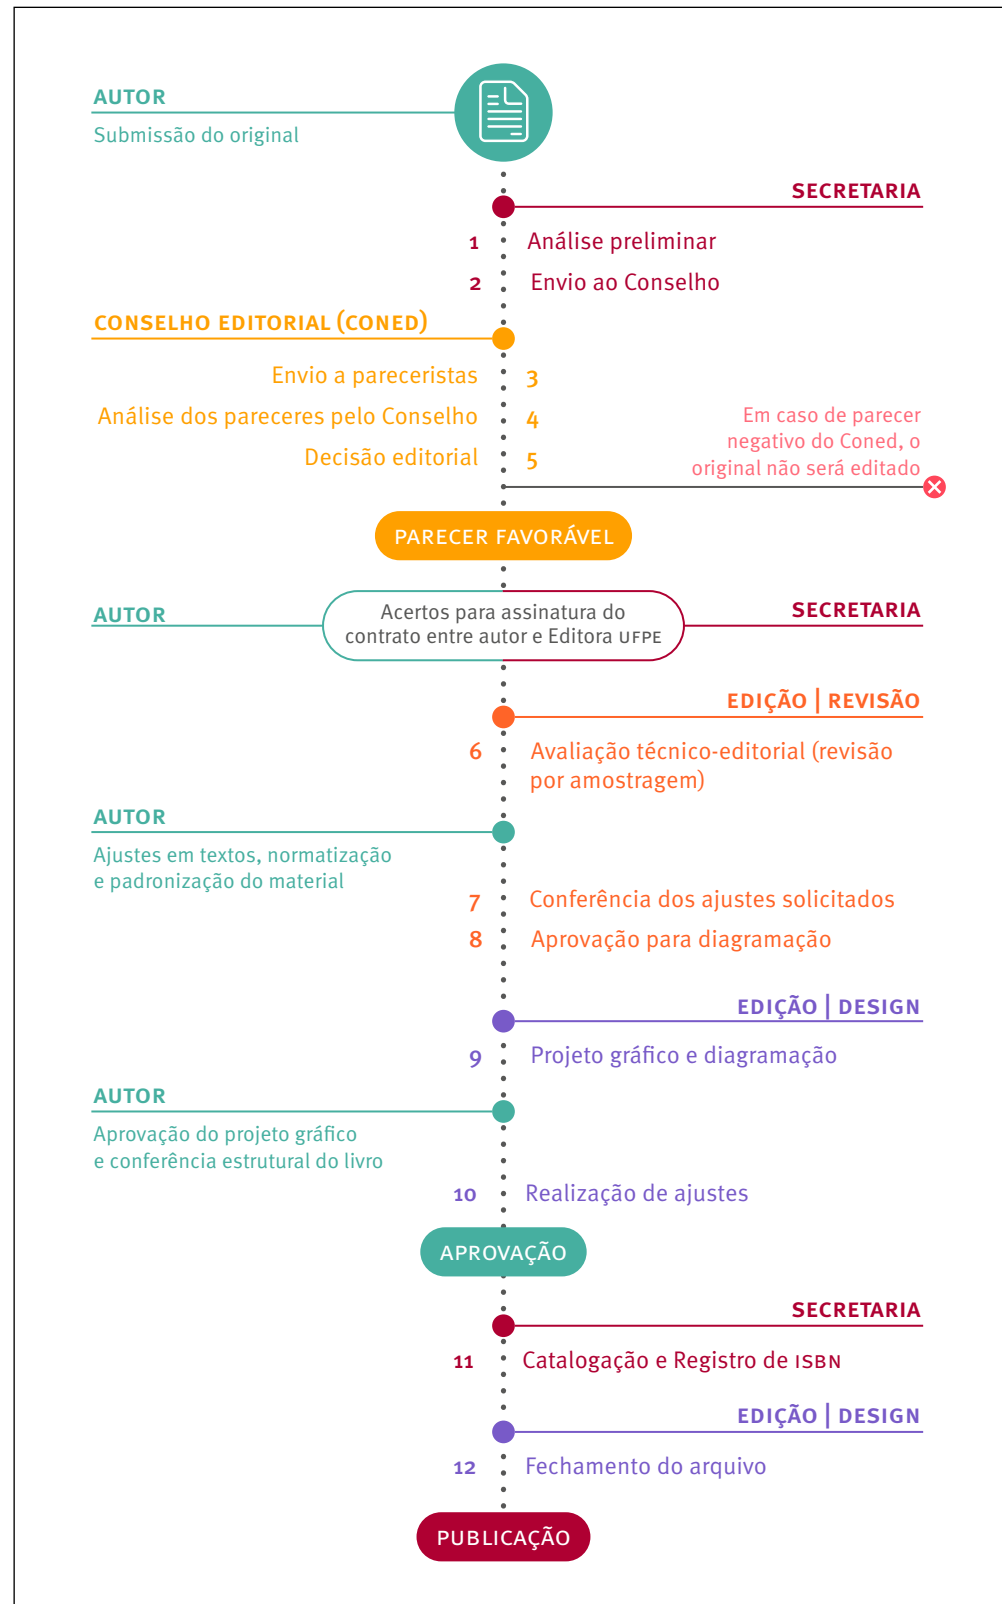 AUTOR
Submissão do original
SECRETARIA
1 Análise preliminar
2 Envio ao Conselho
CONSELHO EDITORIAL (CONED)
Envio a pareceristas 3
Análise dos pareceres pelo Conselho 4
Decisão editorial 5
Em caso de parecer
negativo do Coned, o
original não será editado
PARECER FAVORÁVEL
AUTOR
Acertos para assinatura do
contrato entre autor e Editora UFPE
SECRETARIA
EDIÇÃO | REVISÃO
6 Avaliação técnico-editorial (revisão
por amostragem)
AUTOR
Ajustes em textos, normatização
e padronização do material
7 Conferência dos ajustes solicitados
8 Aprovação para diagramação
EDIÇÃO | DESIGN
9 Projeto gráfico e diagramação
AUTOR
Aprovação do projeto gráfico
e conferência estrutural do livro
10 Realização de ajustes
APROVAÇÃO
SECRETARIA
11 Catalogação e Registro de ISBN
EDIÇÃO | DESIGN
12 Fechamento do arquivo
PUBLICAÇÃO